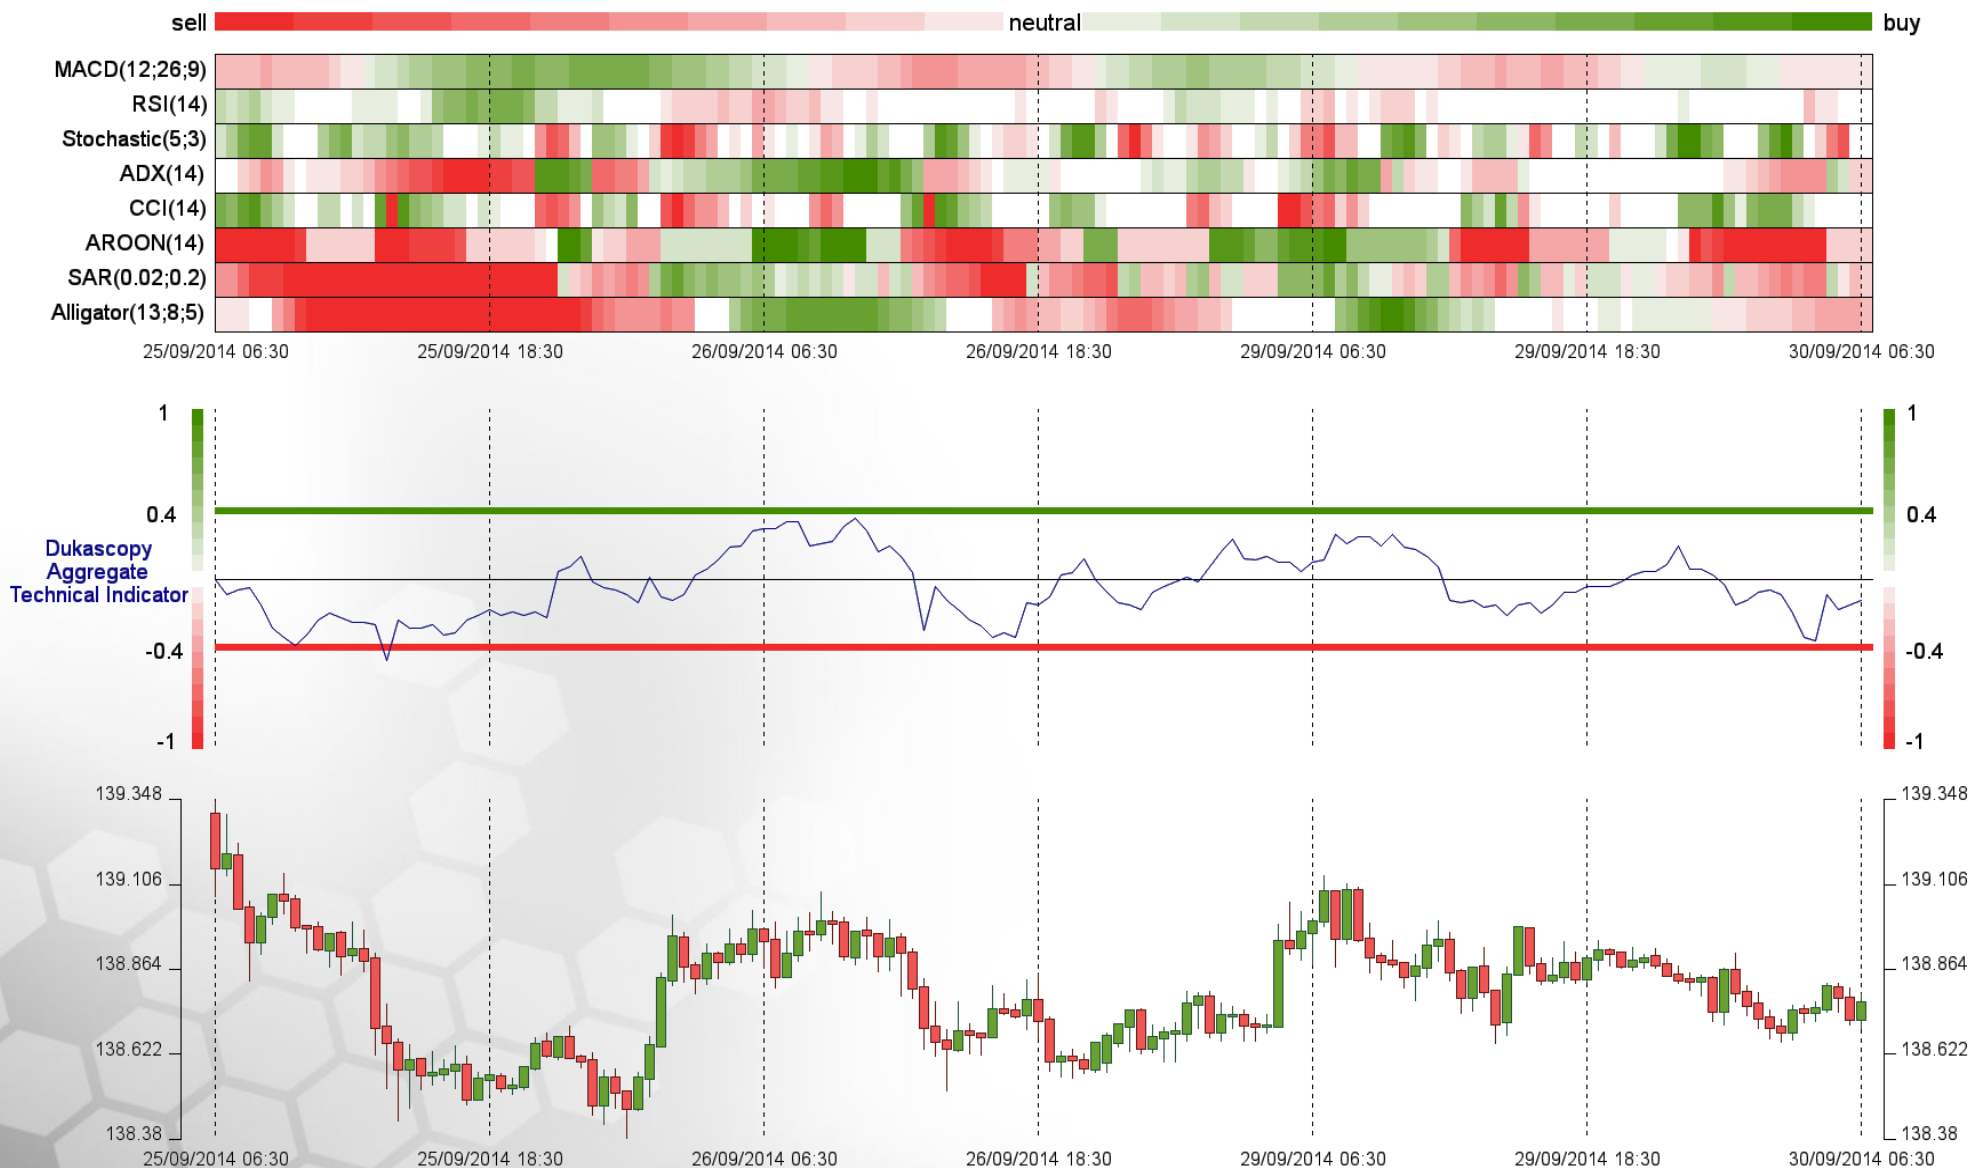 sell neutral buy
MACD(12;26;9)
RSI(14)
Stochastic(5;3)
ADX(14)
CCI(14)
AROON(14)
SAR(0.02;0.2)
Alligator(13;8;5)
25/09/2014 06:30 25/09/2014 18:30 26/09/2014 06:30 26/09/2014 18:30 29/09/2014 06:30 29/09/2014 18:30 30/09/2014 06:30
1 1
0.4 0.4
Dukascopy
Aggregate
Technical Indicator
-0.4 -0.4
-1 -1
139.348 139.348
139.106 139.106
138.864 138.864
138.622 138.622
138.38 138.38
25/09/2014 06:30 25/09/2014 18:30 26/09/2014 06:30 26/09/2014 18:30 29/09/2014 06:30 29/09/2014 18:30 30/09/2014 06:30